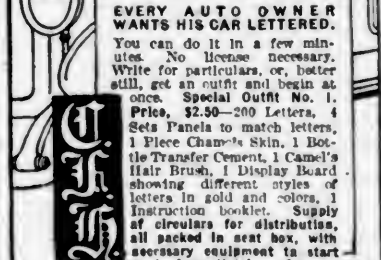 EVERY AUTO OWNER
WANTS HIS CAR LETTERED.
You can do it in a few min-
utes. No license necessary.
Write for particulars, or, better
still, get an outfit and begin at
once. Special Outfit No. 1.
Price, $2.50—200 Letters, 4
Sets Panels to match letters,
1 Piece Chamois Skin, 1 Bot-
tle Transfer Cement, 1 Camel's
Hair Brush, 1 Display Board
showing different styles of
letters in gold and colors, 1
Instruction booklet. Supply
of circulars for distribution,
all packed in neat box, with
necessary equipment to start
C.F.H.